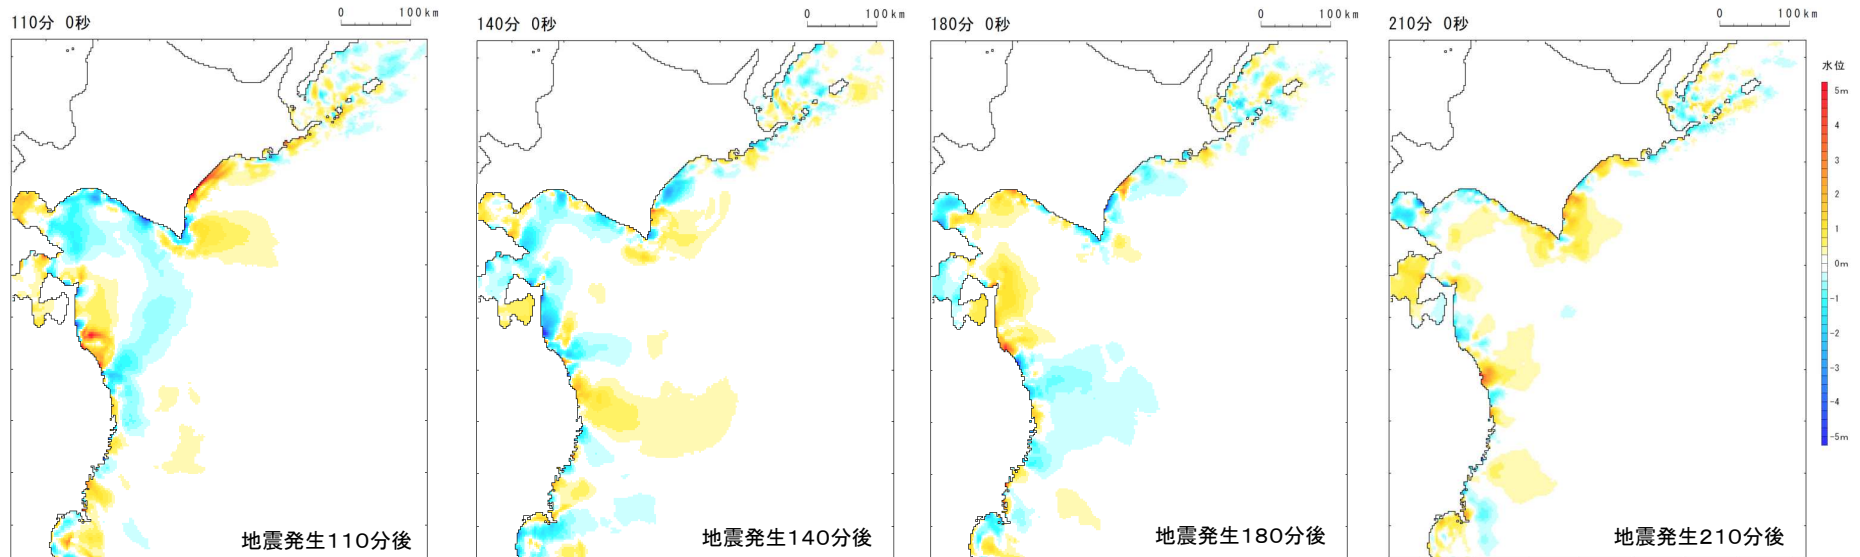 110分 0秒
0 100km
地震発生110分後
140分 0秒
0 100km
地震発生140分後
180分 0秒
0 100km
地震発生180分後
210分 0秒
0 100km
地震発生210分後
水位
5m
4
3
2
1
0m
-1
-2
-3
-4
-5m